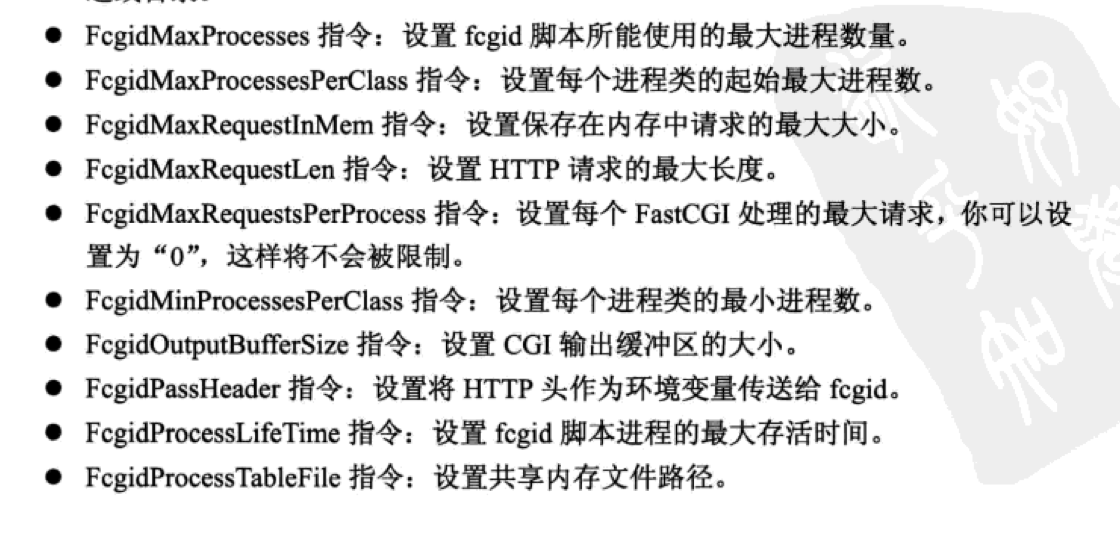 ● FcgidMaxProcesses 指令：设置 fcgid 脚本所能使用的最大进程数量。
● FcgidMaxProcessesPerClass 指令：设置每个进程类的起始最大进程数。
● FcgidMaxRequestInMem 指令：设置保存在内存中请求的最大大小。
● FcgidMaxRequestLen 指令：设置 HTTP 请求的最大长度。
● FcgidMaxRequestsPerProcess 指令：设置每个 FastCGI 处理的最大请求，你可以设
置为“0”，这样将不会被限制。
● FcgidMinProcessesPerClass 指令：设置每个进程类的最小进程数。
● FcgidOutputBufferSize 指令：设置 CGI 输出缓冲区的大小。
● FcgidPassHeader 指令：设置将 HTTP 头作为环境变量传送给 fcgid。
● FcgidProcessLifeTime 指令：设置 fcgid 脚本进程的最大存活时间。
● FcgidProcessTableFile 指令：设置共享内存文件路径。